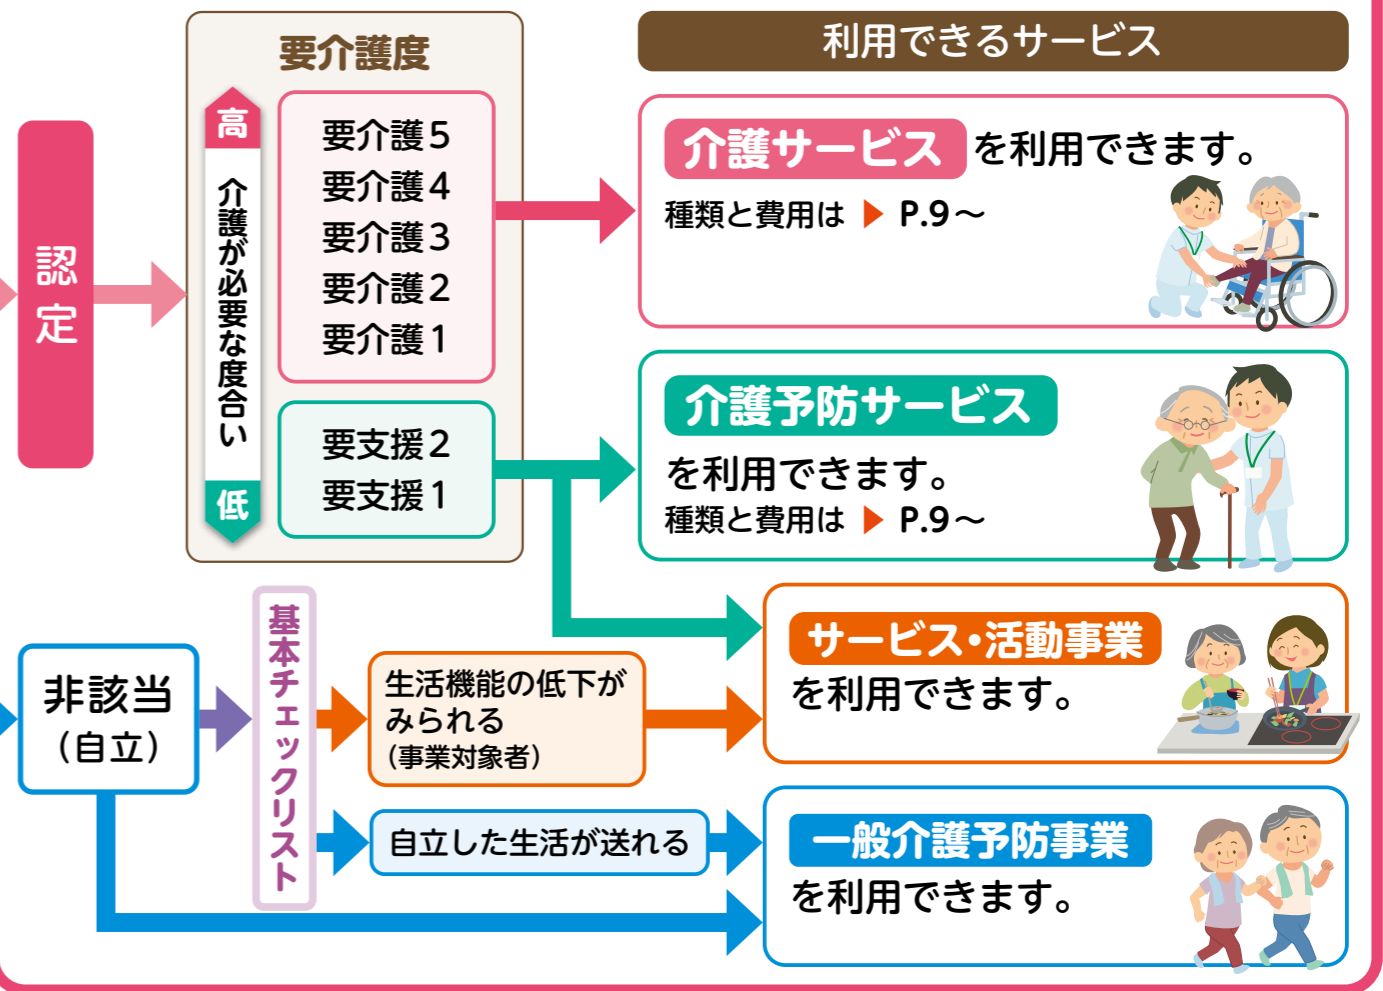 認定
要介護度
高
介護が必要な度合い
低
要介護5
要介護4
要介護3
要介護2
要介護1
要支援2
要支援1
利用できるサービス
介護サービス を利用できます。
種類と費用は ▶ P.9〜
介護予防サービス
を利用できます。
種類と費用は ▶ P.9〜
非該当
(自立)
基本チェックリスト
生活機能の低下が
みられる
(事業対象者)
自立した生活が送れる
サービス・活動事業
を利用できます。
一般介護予防事業
を利用できます。